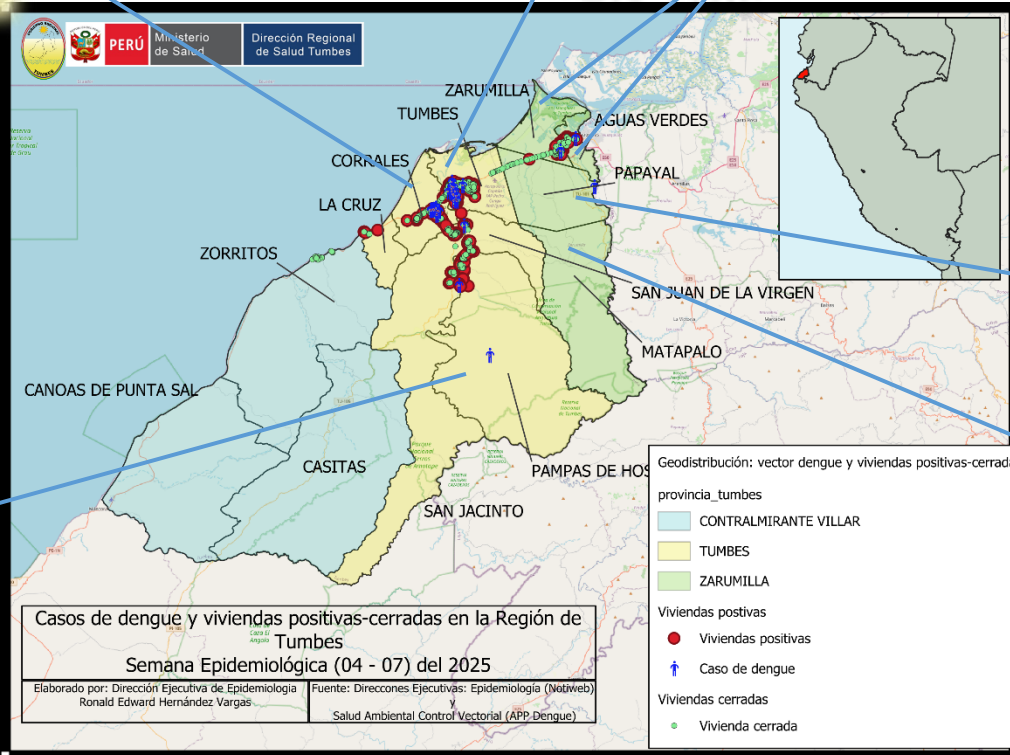 GOBIERNO REGIONAL
TUMBES
PERÚ
Ministerio
de Salud
Dirección Regional
de Salud Tumbes
ZARUMILLA
TUMBES
AGUAS VERDES
CORRALES
PAPAYAL
LA CRUZ
ZORRITOS
SAN JUAN DE LA VIRGEN
MATAPALO
CANOAS DE PUNTA SAL
CASITAS
PAMPAS DE HOS
SAN JACINTO
Geodistribución: vector dengue y viviendas positivas-cerrada
provincia_tumbes
CONTRALMIRANTE VILLAR
TUMBES
ZARUMILLA
Viviendas postivas
Viviendas positivas
Caso de dengue
Viviendas cerradas
Vivienda cerrada
Casos de dengue y viviendas positivas-cerradas en la Región de
Tumbes
Semana Epidemiológica (04 - 07) del 2025
Elaborado por: Dirección Ejecutiva de Epidemiologia
Ronald Edward Hernández Vargas
Fuente: Direccones Ejecutivas: Epidemiología (Notiweb)
y
Salud Ambiental Control Vectorial (APP Dengue)